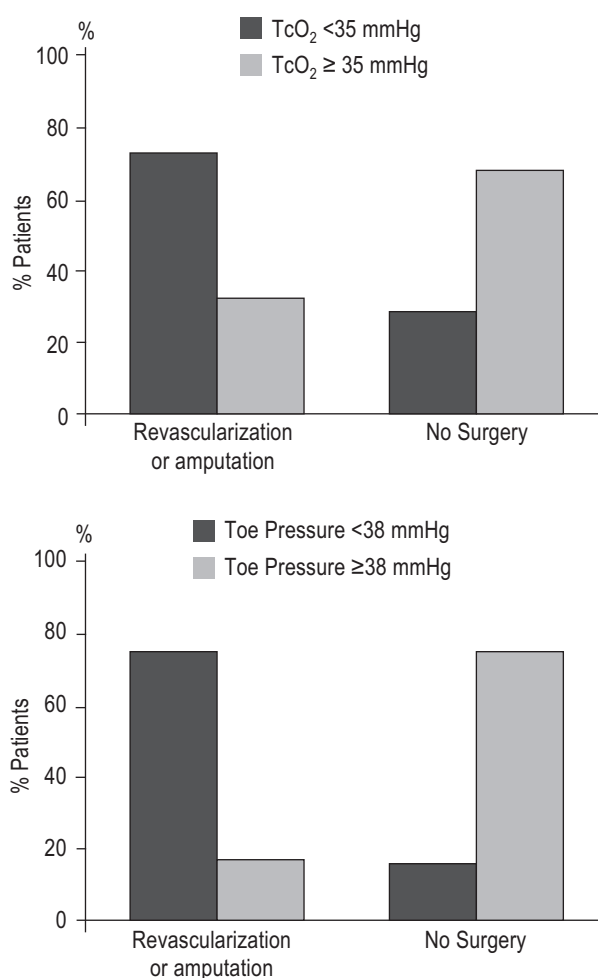 %
TcO₂ <35 mmHg
TcO₂ ≥ 35 mmHg
100
80
60
40
20
0
% Patients
Revascularization
or amputation
No Surgery
%
Toe Pressure <38 mmHg
Toe Pressure ≥38 mmHg
100
80
60
40
20
0
% Patients
Revascularization
or amputation
No Surgery